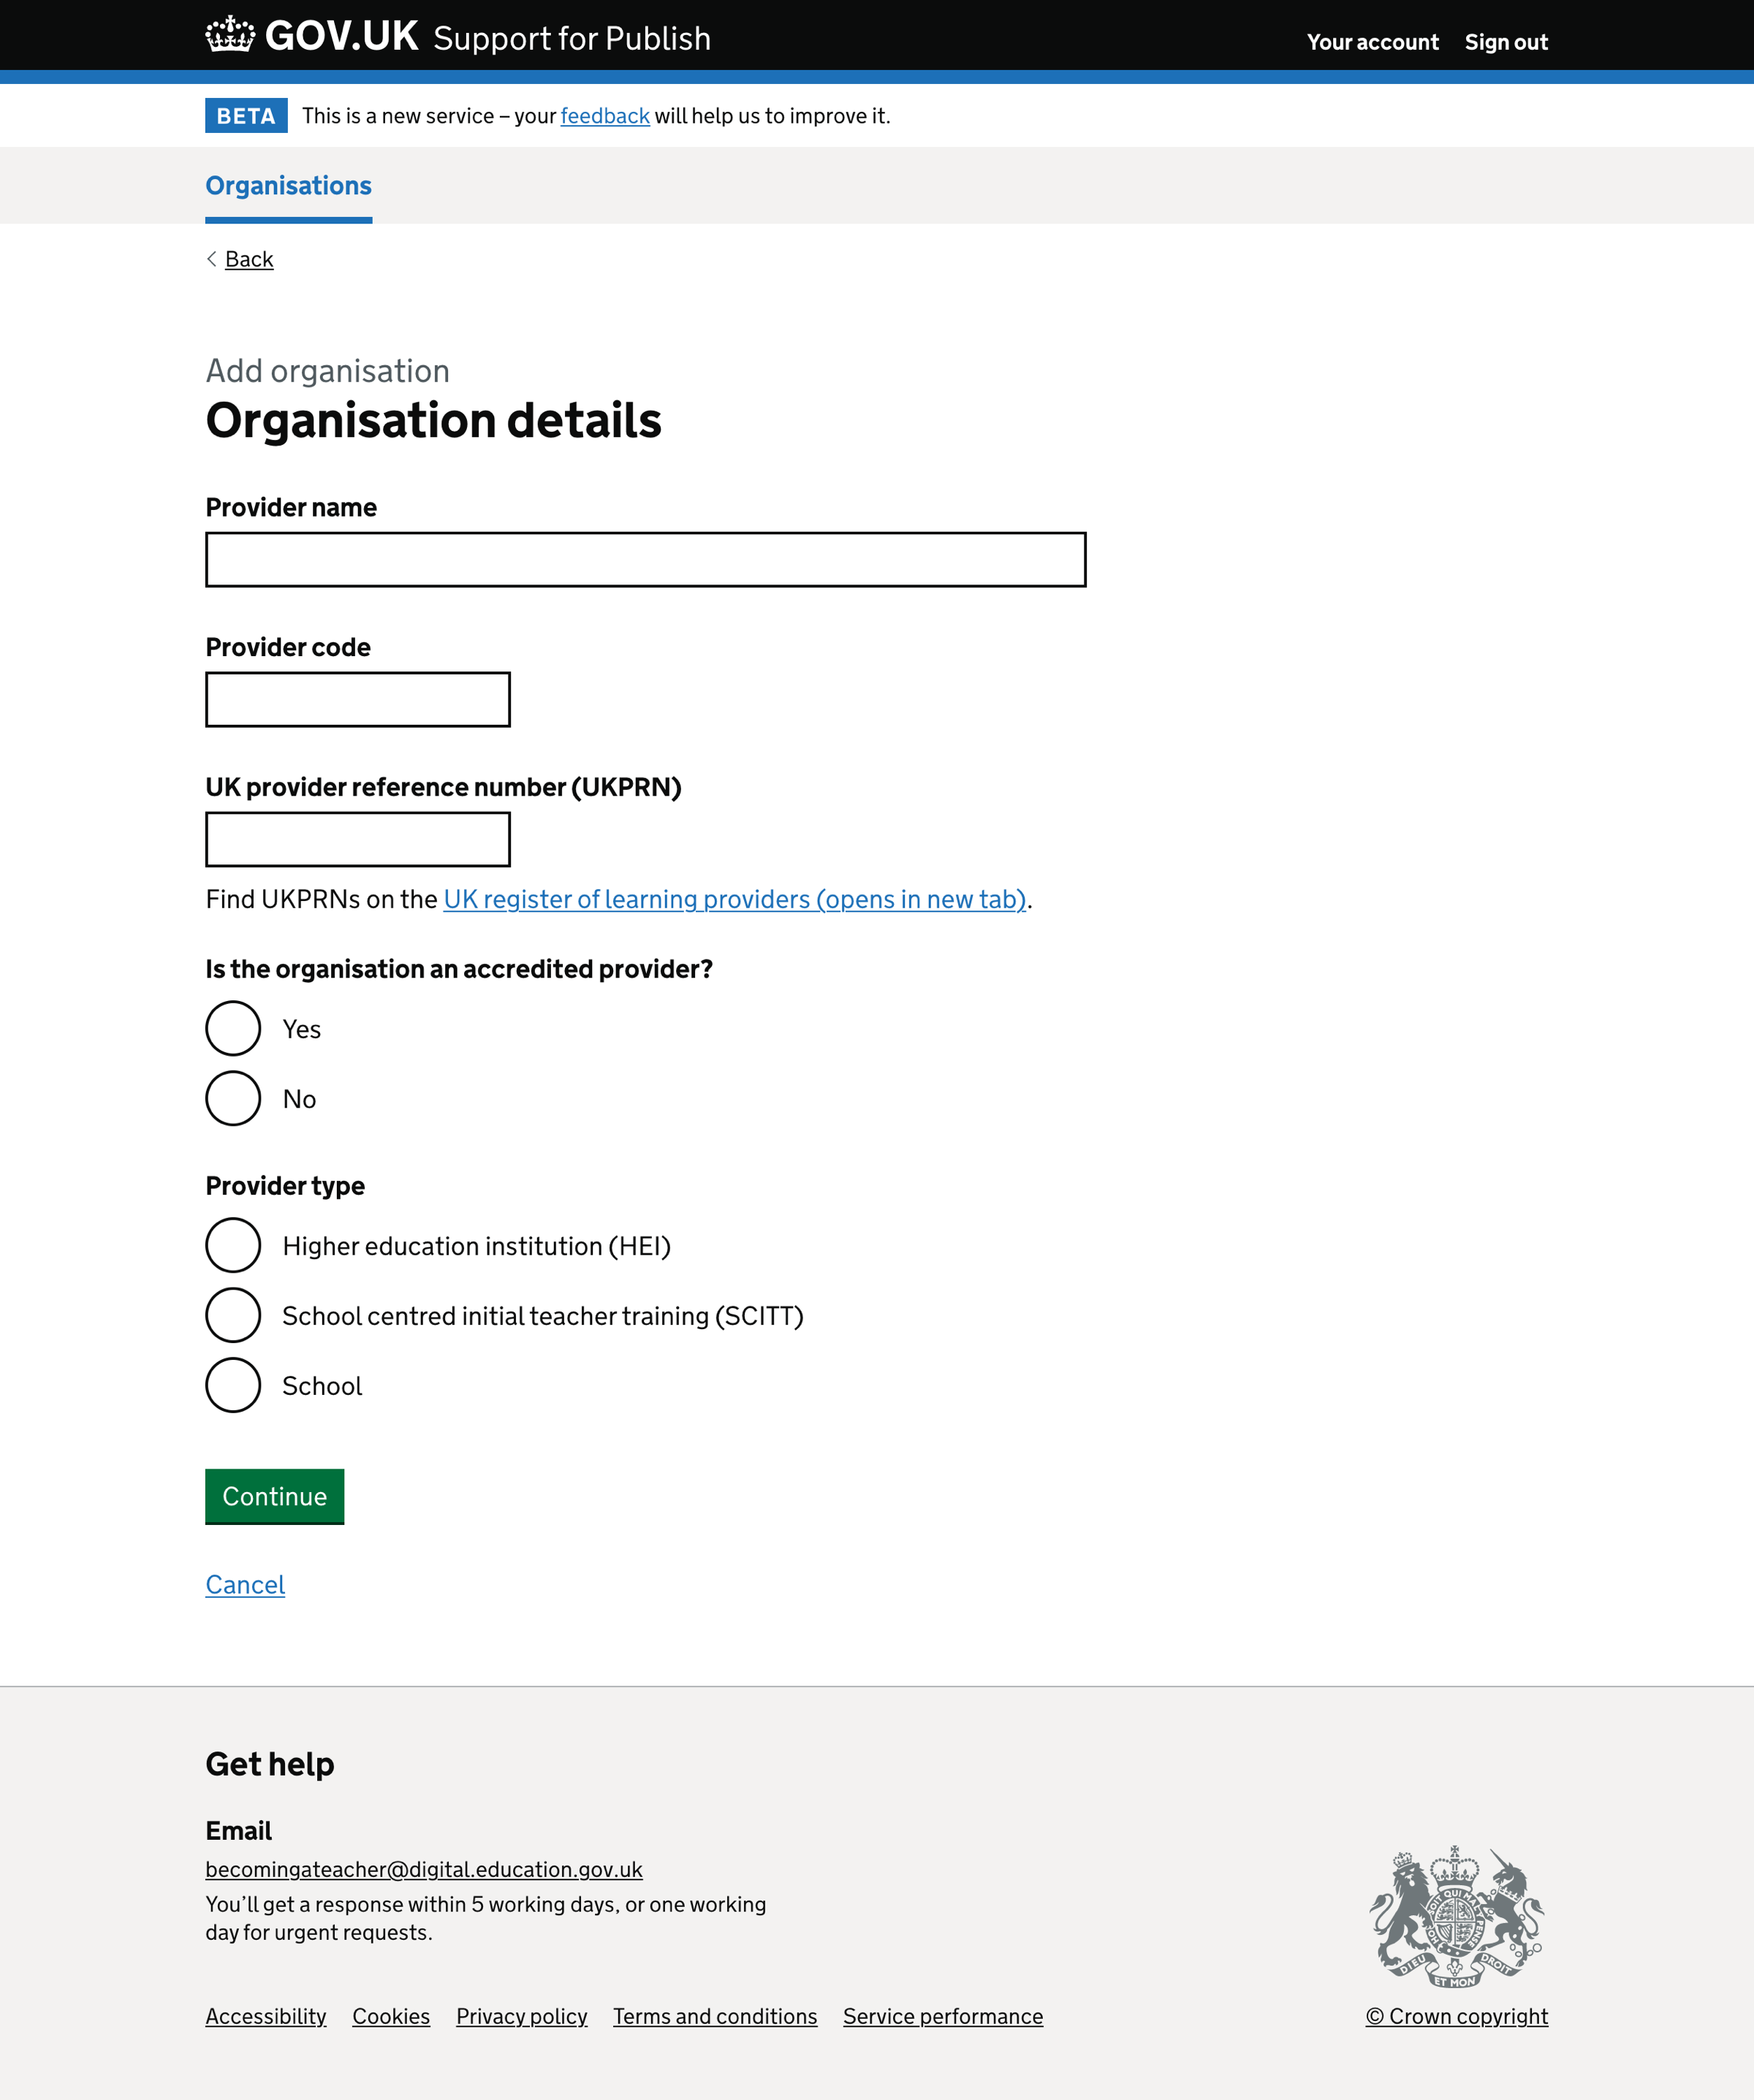 GOV.UK Support for Publish
Your account Sign out
BETA This is a new service – your feedback will help us to improve it.
Organisations
Back
Add organisation
Organisation details
Provider name
Provider code
UK provider reference number (UKPRN)
Find UKPRNs on the UK register of learning providers (opens in new tab).
Is the organisation an accredited provider?
Yes
No
Provider type
Higher education institution (HEI)
School centred initial teacher training (SCITT)
School
Continue
Cancel
Get help
Email
becomingateacher@digital.education.gov.uk
You’ll get a response within 5 working days, or one working
day for urgent requests.
DIEU ET MON DROIT
Accessibility Cookies Privacy policy Terms and conditions Service performance
© Crown copyright